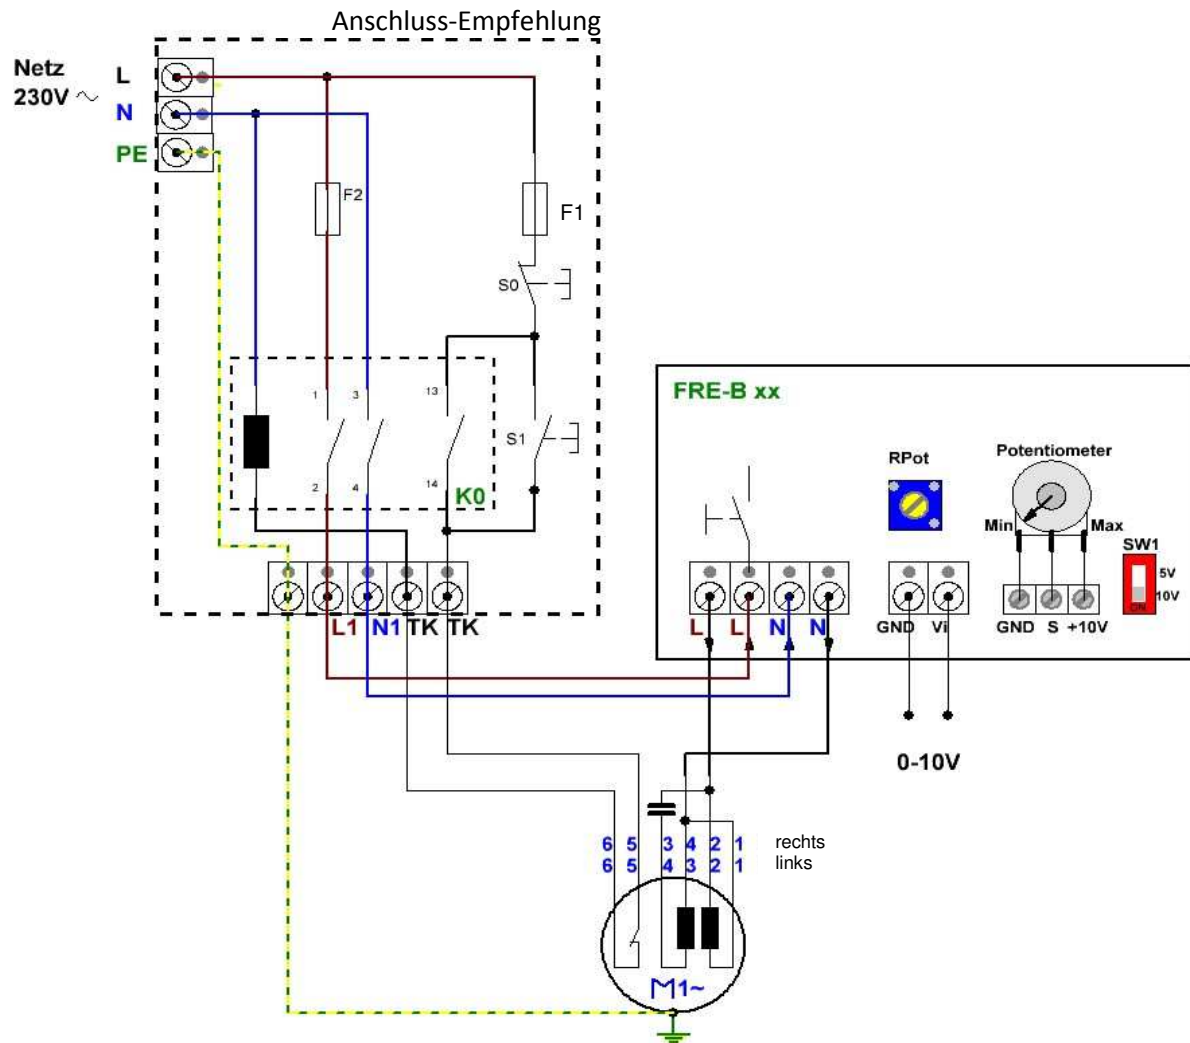 Anschluss-Empfehlung
Netz
230V ~
L
N
PE
F2
F1
S0
1
3
13
S1
2
4
14
K0
L1 N1 TK TK
FRE-B xx
RPot
Potentiometer
Min
Max
SW1
5V
10V
ON
L L N N
GND Vi
GND S +10V
0-10V
6 5 3 4 2 1 rechts
6 5 4 3 2 1 links
M1~